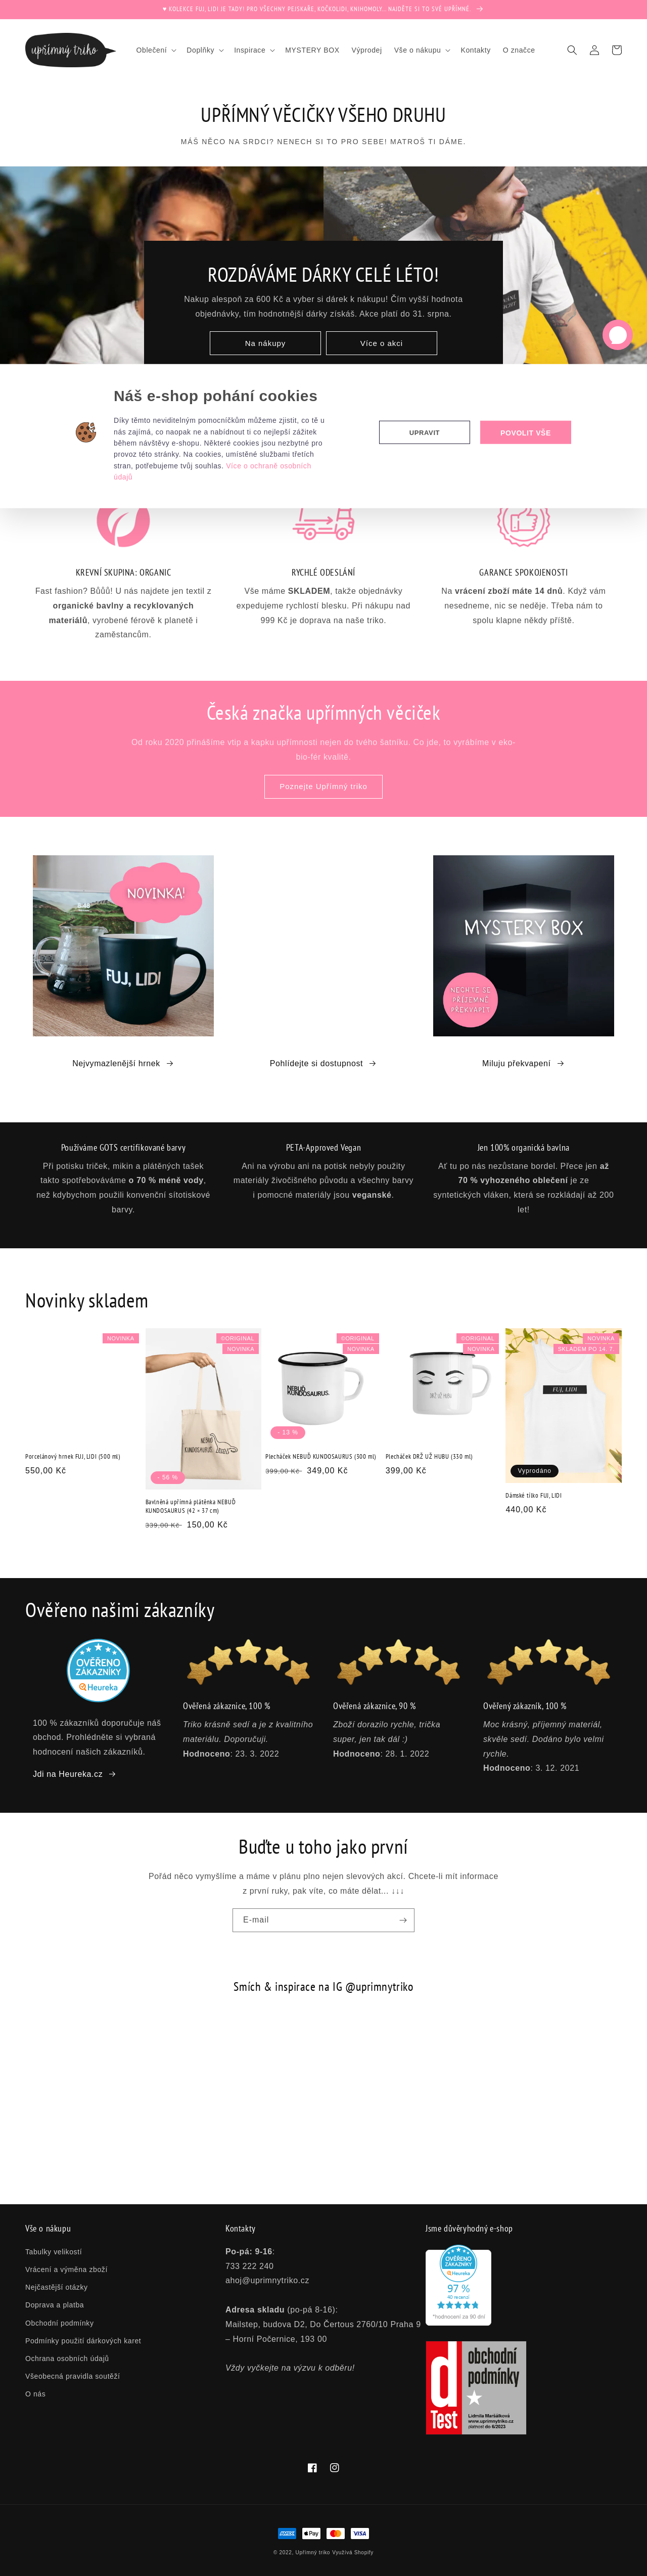 ♥ KOLEKCE FUJ, LIDI JE TADY! PRO VŠECHNY PEJSKAŘE, KOČKOLIDI, KNIHOMOLY... NAJDĚTE SI TO SVÉ UPŘÍMNÉ →
upřímný triko
Oblečení
Doplňky
Inspirace
MYSTERY BOX
Výprodej
Vše o nákupu
Kontakty
O značce
UPŘÍMNÝ VĚCIČKY VŠEHO DRUHU
MÁŠ NĚCO NA SRDCI? NENECH SI TO PRO SEBE! MATROŠ TI DÁME.
ROZDÁVÁME DÁRKY CELÉ LÉTO!
Nakup alespoň za 600 Kč a vyber si dárek k nákupu! Čím vyšší hodnota
objednávky, tím hodnotnější dárky získáš. Akce platí do 31. srpna.
Na nákupy
Více o akci
Náš e-shop pohání cookies
Díky těmto neviditelným pomocníčkům můžeme zjistit, co tě u
nás zajímá, co naopak ne a nabídnout ti co nejlepší zážitek
během návštěvy e-shopu. Některé cookies jsou nezbytné pro
provoz této stránky. Na cookies, umístěné službami třetích
stran, potřebujeme tvůj souhlas. Více o ochraně osobních
údajů
UPRAVIT
POVOLIT VŠE
KREVNÍ SKUPINA: ORGANIC
Fast fashion? Bůůů! U nás najdete jen textil z
organické bavlny a recyklovaných
materiálů, vyrobené férově k planetě i
zaměstancům.
RYCHLÉ ODESLÁNÍ
Vše máme SKLADEM, takže objednávky
expedujeme rychlostí blesku. Při nákupu nad
999 Kč je doprava na naše triko.
GARANCE SPOKOJENOSTI
Na vrácení zboží máte 14 dnů. Když vám
nesedneme, nic se neděje. Třeba nám to
spolu klapne někdy příště.
Česká značka upřímných věciček
Od roku 2020 přinášíme vtip a kapku upřímnosti nejen do tvého šatníku. Co jde, to vyrábíme v eko-
bio-fér kvalitě.
Poznejte Upřímný triko
NOVINKA!
FUJ, LIDI
MYSTERY BOX
NECHTE SE
PŘÍJEMNĚ
PŘEKVAPIT
Nejvymazlenější hrnek →
Pohlídejte si dostupnost →
Miluju překvapení →
Používáme GOTS certifikované barvy
Při potisku triček, mikin a plátěných tašek
takto spotřebováváme o 70 % méně vody,
než kdybychom použili konvenční sítotiskové
barvy.
PETA-Approved Vegan
Ani na výrobu ani na potisk nebyly použity
materiály živočišného původu a všechny barvy
i pomocné materiály jsou veganské.
Jen 100% organická bavlna
Ať tu po nás nezůstane bordel. Přece jen až
70 % vyhozeného oblečení je ze
syntetických vláken, která se rozkládají až 200
let!
Novinky skladem
NOVINKA
Porcelánový hrnek FUJ, LIDI (500 ml)
550,00 Kč
©ORIGINAL
NOVINKA
NEBUĎ
KUNDOSAURUS
- 56 %
Bavlněná upřímná plátěnka NEBUĎ
KUNDOSAURUS (42 × 37 cm)
339,00 Kč 150,00 Kč
©ORIGINAL
NOVINKA
NEBUĎ
KUNDOSAURUS.
- 13 %
Plecháček NEBUĎ KUNDOSAURUS (300 ml)
399,00 Kč 349,00 Kč
©ORIGINAL
NOVINKA
DRŽ UŽ HUBU
Plecháček DRŽ UŽ HUBU (330 ml)
399,00 Kč
NOVINKA
SKLADEM PO 14. 7.
FUJ, LIDI
Vyprodáno
Dámské tílko FUJ, LIDI
440,00 Kč
Ověřeno našimi zákazníky
OVĚŘENO
ZÁKAZNÍKY
Heureka
100 % zákazníků doporučuje náš
obchod. Prohlédněte si vybraná
hodnocení našich zákazníků.
Jdi na Heureka.cz →
Ověřená zákaznice, 100 %
Triko krásně sedí a je z kvalitního
materiálu. Doporučuji.
Hodnoceno: 23. 3. 2022
Ověřená zákaznice, 90 %
Zboží dorazilo rychle, trička
super, jen tak dál :)
Hodnoceno: 28. 1. 2022
Ověřený zákazník, 100 %
Moc krásný, příjemný materiál,
skvěle sedí. Dodáno bylo velmi
rychle.
Hodnoceno: 3. 12. 2021
Buďte u toho jako první
Pořád něco vymyšlíme a máme v plánu plno nejen slevových akcí. Chcete-li mít informace
z první ruky, pak víte, co máte dělat... ↓↓↓
E-mail
Smích & inspirace na IG @uprimnytriko
Vše o nákupu
Tabulky velikostí
Vrácení a výměna zboží
Nejčastější otázky
Doprava a platba
Obchodní podmínky
Podmínky použití dárkových karet
Ochrana osobních údajů
Všeobecná pravidla soutěží
O nás
Kontakty
Po-pá: 9-16:
733 222 240
ahoj@uprimnytriko.cz
Adresa skladu (po-pá 8-16):
Mailstep, budova D2, Do Čertous 2760/10 Praha 9
– Horní Počernice, 193 00
Vždy vyčkejte na výzvu k odběru!
Jsme důvěryhodný e-shop
OVĚŘENO
ZÁKAZNÍKY
Heureka
97 %
40 recenzí
*hodnocení za 90 dní
dTest
obchodní
podmínky
Lidmila Maršálková
www.uprimnytriko.cz
platnost do 6/2023
AMERICAN EXPRESS
Pay
VISA
© 2022, Upřímný triko Využívá Shopify